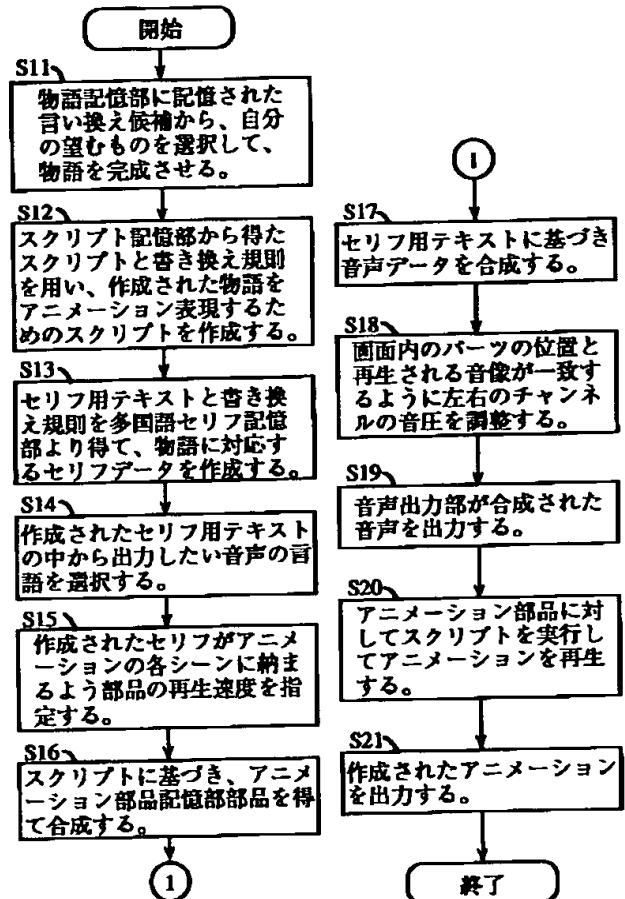 開始
S11
物語記憶部に記憶された
言い換え候補から、自分
の望むものを選択して、
物語を完成させる。
S12
スクリプト記憶部から得た
スクリプトと書き換え規則
を用い、作成された物語を
アニメーション表現するた
めのスクリプトを作成する。
S13
セリフ用テキストと書き換
え規則を多国語セリフ記憶
部より得て、物語に対応す
るセリフデータを作成する。
S14
作成されたセリフ用テキスト
の中から出力したい音声の言
語を選択する。
S15
作成されたセリフがアニメ
ーションの各シーンに納ま
るよう部品の再生速度を指
定する。
S16
スクリプトに基づき、アニメ
ーション部品記憶部部品を得
て合成する。
1
1
S17
セリフ用テキストに基づき
音声データを合成する。
S18
画面内のパーツの位置と
再生される音像が一致す
るように左右のチャンネ
ルの音圧を調整する。
S19
音声出力部が合成された
音声を出力する。
S20
アニメーション部品に対
してスクリプトを実行し
てアニメーションを再生
する。
S21
作成されたアニメーション
を出力する。
終了